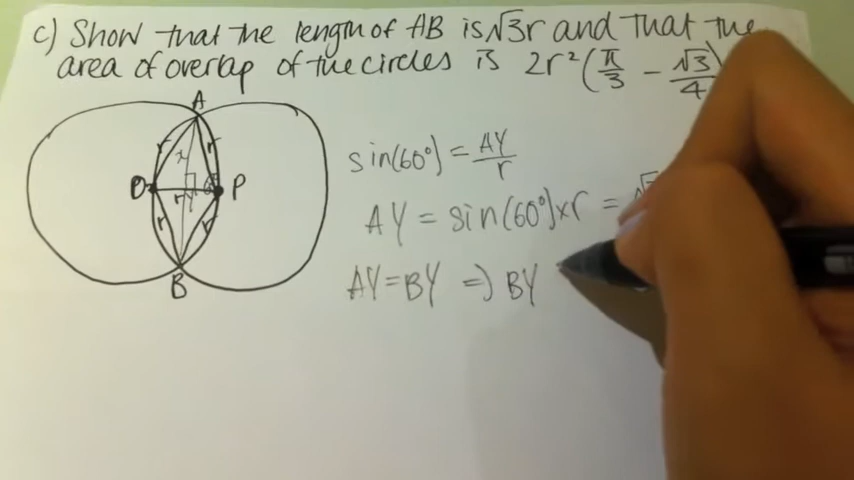 c) Show that the length of AB is √3r and that the
area of overlap of the circles is 2r²(π/3 - √3/4)
A
r r
x
O P
r Y
r r
B
sin(60°) = AY/r
AY = sin(60°)×r =
AY=BY => BY